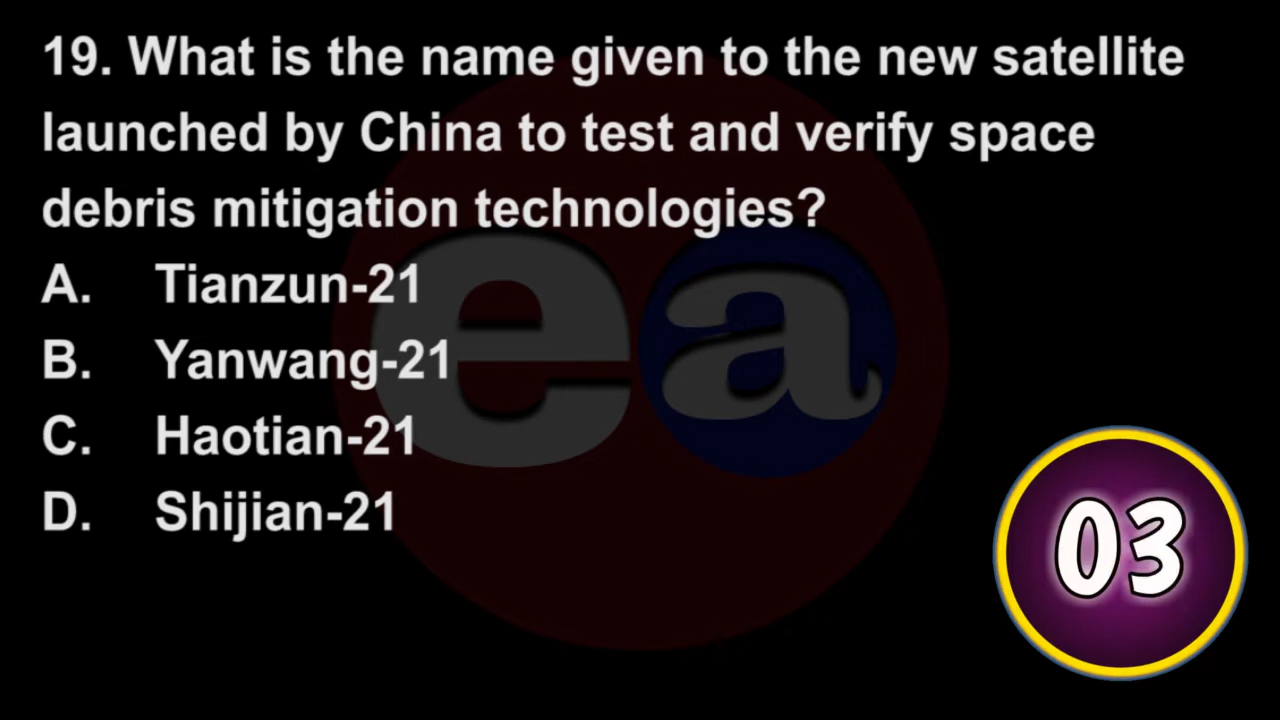 19. What is the name given to the new satellite
launched by China to test and verify space
debris mitigation technologies?
A. Tianzun-21
B. Yanwang-21
C. Haotian-21
D. Shijian-21
ea
03